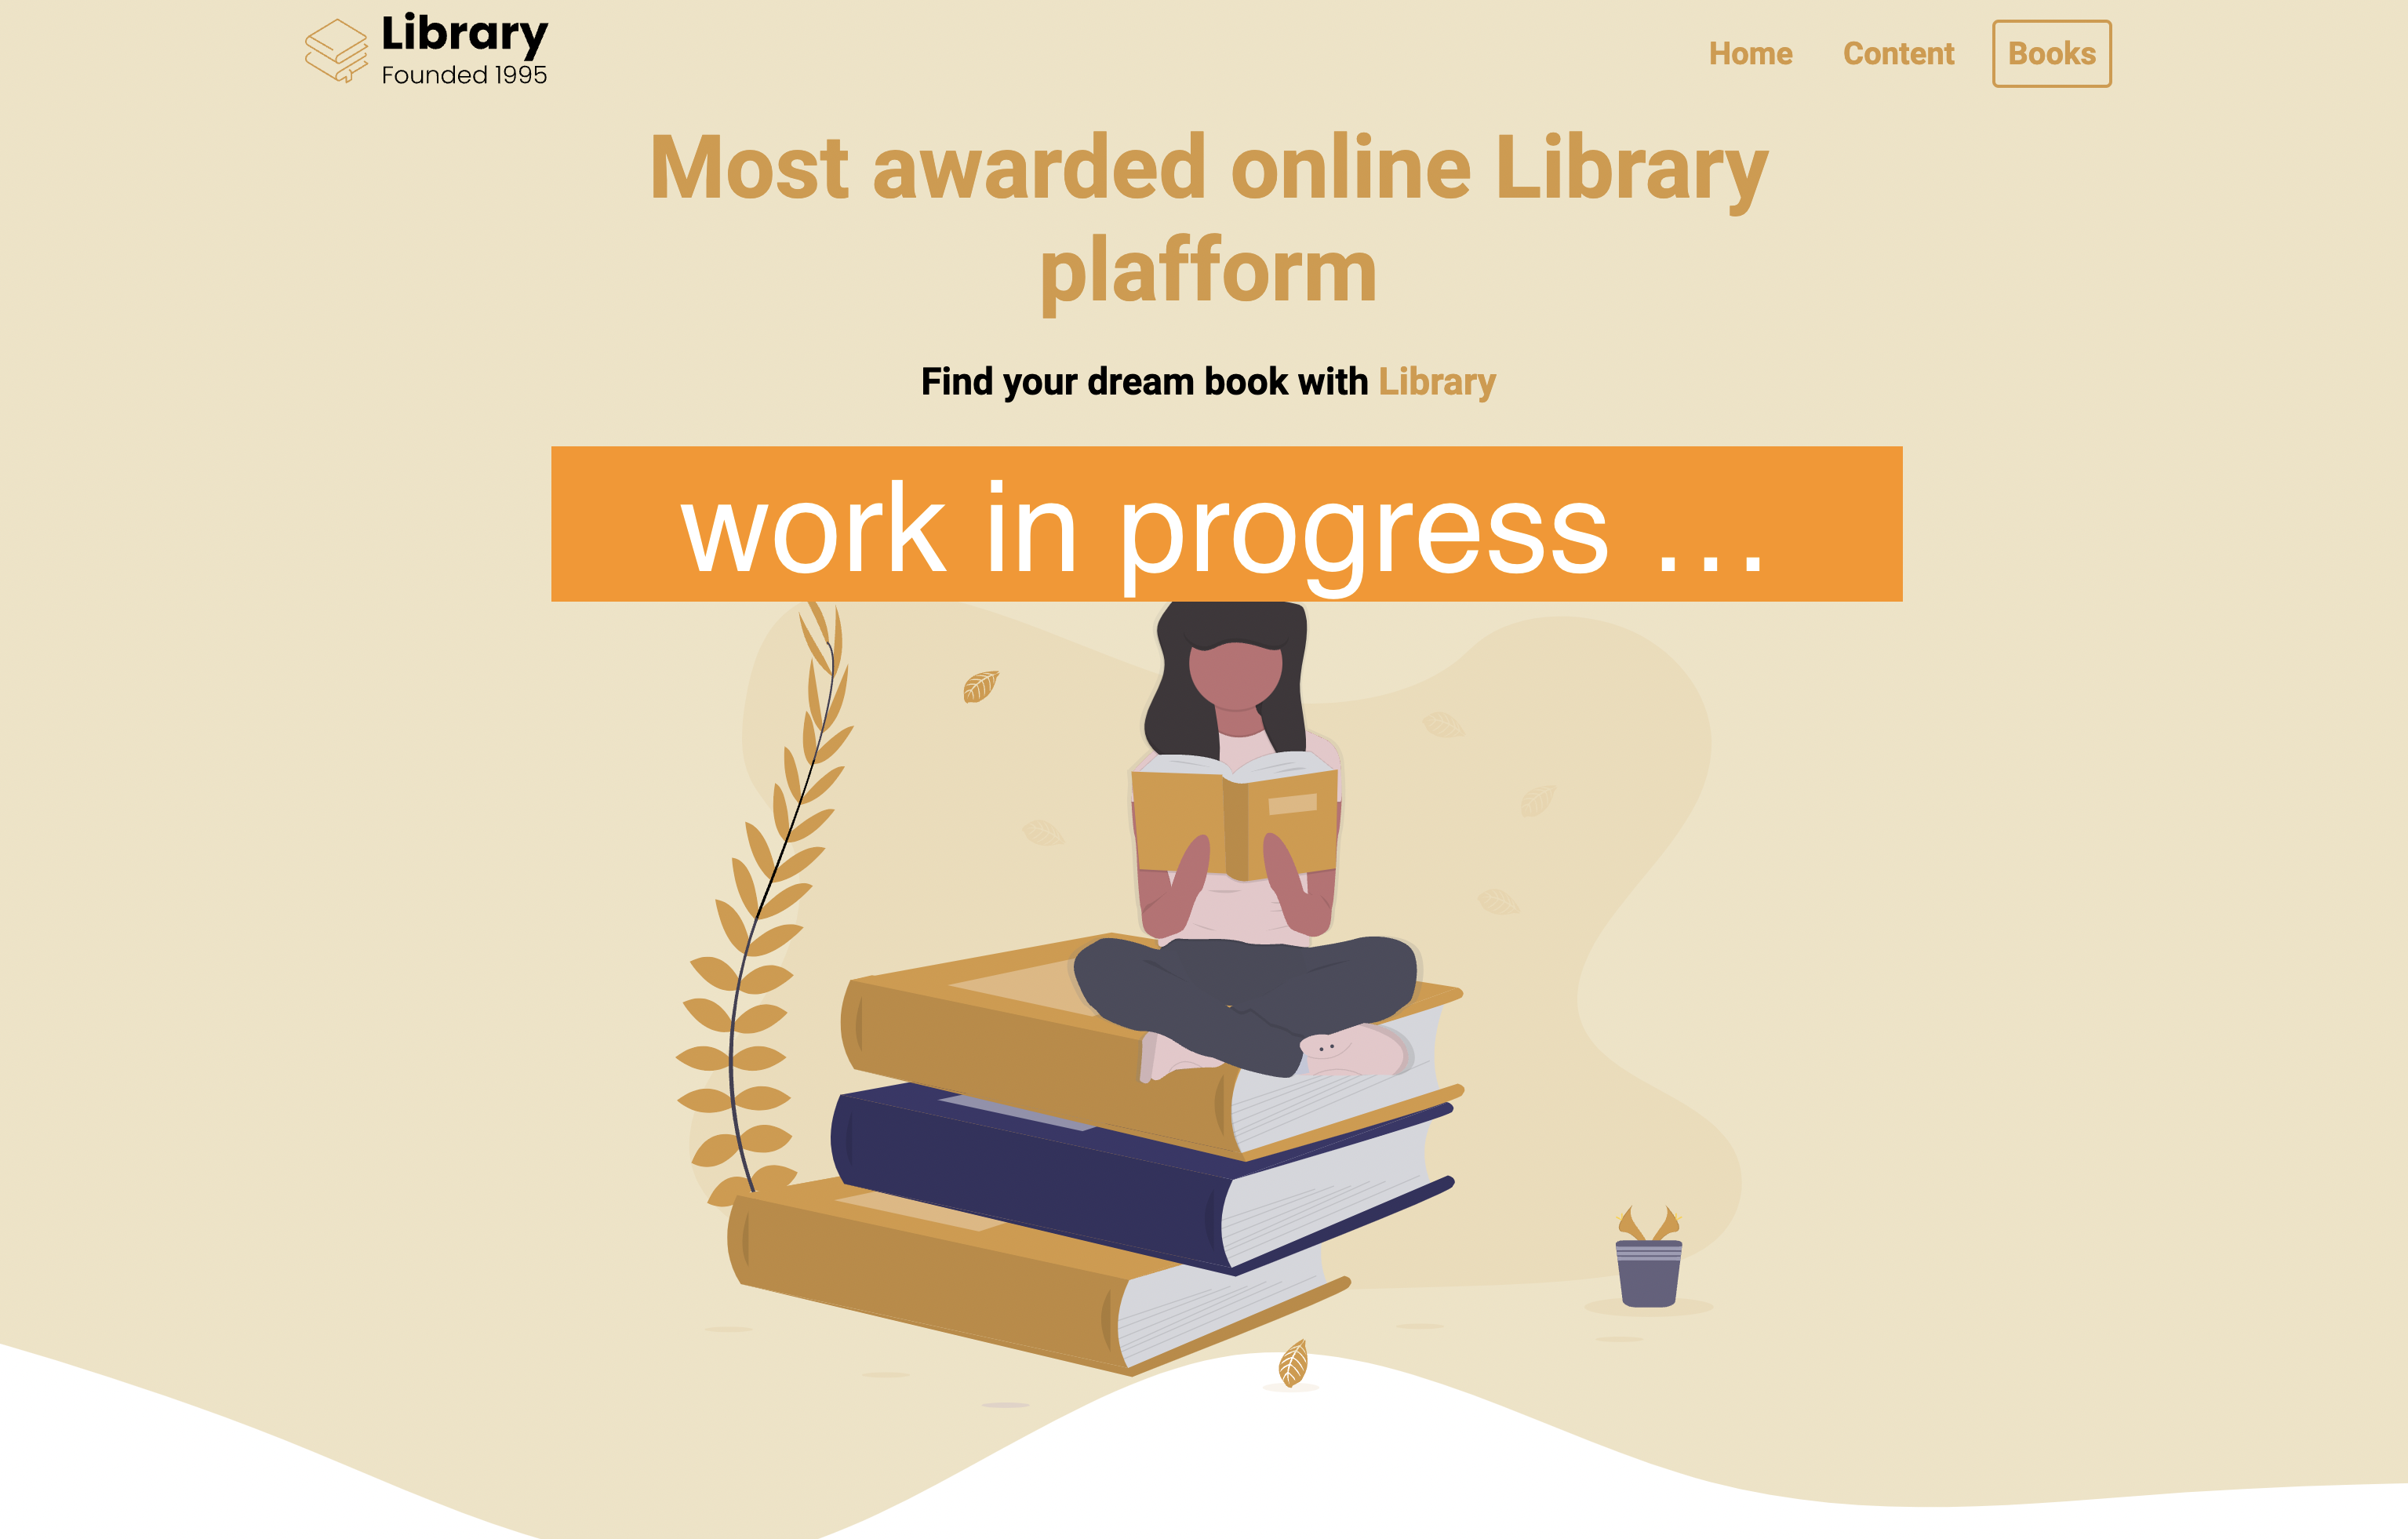 Library
Founded 1995
Home Content Books
Most awarded online Library
plafform
Find your dream book with Library
work in progress ...